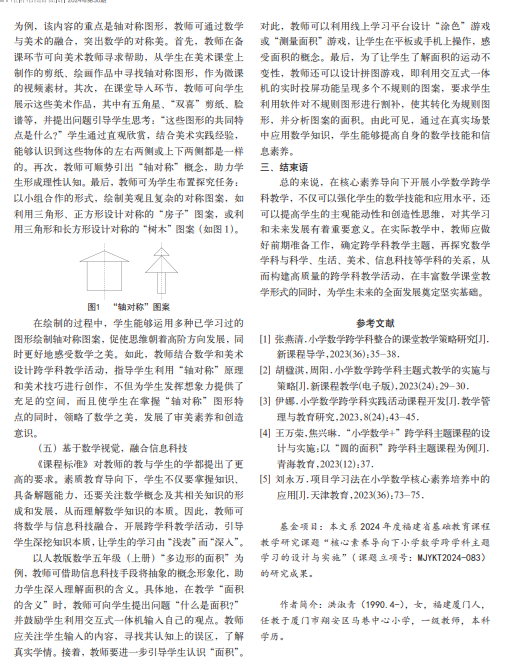 为例，该内容的重点是轴对称图形，教师可通过数学
与美术的融合，突出数学的对称美。首先，教师在备
课环节可向美术教师寻求帮助，从学生在美术课堂上
制作的剪纸、绘画作品中寻找轴对称图形，作为微课
的视频素材。其次，在课堂导入环节，教师可向学生
展示这些美术作品，其中有五角星、“双喜”剪纸、脸
谱等，并提出问题引导学生思考：“这些图形的共同特
点是什么？”学生通过直观欣赏，结合美术实践经验，
能够认识到这些物体的左右两侧或上下两侧都是一样
的。再次，教师可顺势引出“轴对称”概念，助力学
生形成理性认知。最后，教师可为学生布置探究任务：
以小组合作的形式，绘制美观且复杂的对称图案，如
利用三角形、正方形设计对称的“房子”图案，或利
用三角形和长方形设计对称的“树木”图案（如图1）。
图1 “轴对称”图案
在绘制的过程中，学生能够运用多种已学习过的
图形绘制轴对称图案，促使思维朝着高阶方向发展，同
时更好地感受数学之美。如此，教师结合数学和美术
设计跨学科教学活动，指导学生利用“轴对称”原理
和美术技巧进行创作，不但为学生发挥想象力提供了
充足的空间，而且使学生在掌握“轴对称”图形特
点的同时，领略了数学之美，发展了审美素养和创造
意识。
（五）基于数学视觉，融合信息科技
《课程标准》对教师的教与学生的学都提出了更
高的要求。素质教育导向下，学生不仅要掌握知识、
具备解题能力，还要关注数学概念及其相关知识的形
成和发展，从而理解数学知识的本质。因此，教师可
将数学与信息科技融合，开展跨学科教学活动，引导
学生深挖知识本质，让学生的学习由“浅表”而“深入”。
以人教版数学五年级（上册）“多边形的面积”为
例，教师可借助信息科技手段将抽象的概念形象化，助
力学生深入理解面积的含义。具体地，在教学“面积
的含义”时，教师可向学生提出问题“什么是面积？”
并鼓励学生利用交互式一体机输入自己的观点。教师
应关注学生输入的内容，寻找其认知上的误区，了解
真实学情。接着，教师要进一步引导学生认识“面积”。
对此，教师可以利用线上学习平台设计“涂色”游戏
或“测量面积”游戏，让学生在平板或手机上操作，感
受面积的概念。最后，为了让学生了解面积的运动不
变性，教师还可以设计拼图游戏，即利用交互式一体
机的实时投屏功能呈现多个不规则的图案，要求学生
利用软件对不规则图形进行割补，使其转化为规则图
形，并分析图案的面积。由此可见，通过在真实场景
中应用数学知识，学生能够提高自身的数学技能和信
息素养。
三、结束语
总的来说，在核心素养导向下开展小学数学跨学
科教学，不仅可以强化学生的数学技能和应用水平，还
可以提高学生的主观能动性和创造性思维，对其学习
和未来发展有着重要意义。在实际教学中，教师应做
好前期准备工作，确定跨学科教学主题，再探究数学
学科与科学、生活、美术、信息科技等学科的关系，从
而构建高质量的跨学科教学活动，在丰富数学课堂教
学形式的同时，为学生未来的全面发展奠定坚实基础。
参考文献
[1] 张燕清.小学数学跨学科整合的课堂教学策略研究[J].
新课程导学,2023(36):35-38.
[2] 胡镒淇,周阳.小学数学跨学科主题式教学的实施与
策略[J].新课程教学(电子版),2023(24):29-30.
[3] 伊娜.小学数学跨学科实践活动课程开发[J].教学管
理与教育研究,2023,8(24):43-45.
[4] 王万荣,焦兴琳.“小学数学+”跨学科主题课程的设
计与实施:以“圆的面积”跨学科主题课程为例[J].
青海教育,2023(12):37.
[5] 刘永万.项目学习法在小学数学核心素养培养中的
应用[J].天津教育,2023(36):73-75.
基金项目：本文系2024年度福建省基础教育课程
教学研究课题“核心素养导向下小学数学跨学科主题
学习的设计与实施”（课题立项号：MJYKT2024-083）
的研究成果。
作者简介：洪淑青（1990.4-），女，福建厦门人，
任教于厦门市翔安区马巷中心小学，一级教师，本科
学历。